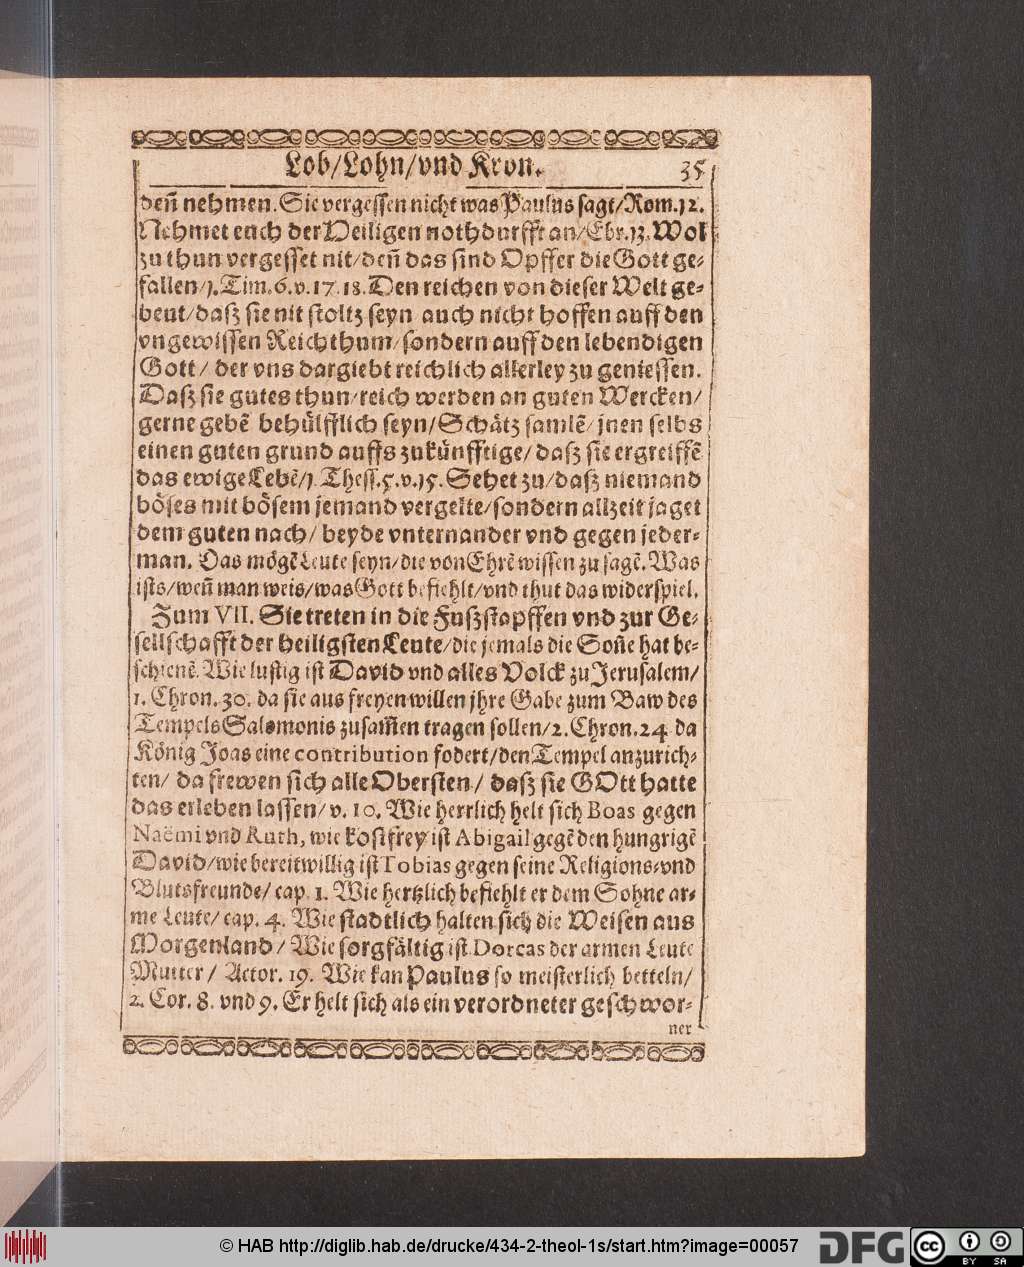 Lob/Lohn/vnd Kron. 35
deñ nehmen. Sie vergessen nicht was Paulus sagt/Rom.12.
Nehmet euch der Heiligen nothdurfft an/Ebr.13. Wol
zu thun vergesset nit/deñ das sind Opffer die Gott ge-
fallen/1. Tim. 6. v. 17. 18. Den reichen von dieser Welt ge-
beut/daß sie nit stoltz seyn auch nicht hoffen auff den
vngewissen Reichthum/sondern auff den lebendigen
Gott/ der vns dargiebt reichlich allerley zu geniessen.
Daß sie gutes thun/reich werden an guten Wercken/
gerne gebẽ behülfflich seyn/Schätz samlẽ/ jnen selbs
einen guten grund auffs zukünfftige/ daß sie ergreiffẽ
das ewige Lebẽ/1. Thess. 5. v. 15. Sehet zu/daß niemand
böses mit bösem jemand vergelte/sondern allzeit jaget
dem guten nach/ beyde vnternander vnd gegen jeder-
man. Das mögẽ Leute seyn/die von Ehrẽ wissen zu sagẽ. Was
ists/weñ man weis/was Gott befiehlt/vnd thut das widerspiel.
Zum VII. Sie treten in die Fußstapffen vnd zur Ge-
sellschafft der heiligsten Leute/die jemals die Soñe hat be-
schienẽ. Wie lustig ist David vnd alles Volck zu Jerusalem/
1. Chron. 30. da sie aus freyen willen jhre Gabe zum Baw des
Tempels Salomonis zusam̃en tragen sollen/2. Chron. 24 da
König Joas eine contribution fodert/den Tempel anzurich-
ten/ da frewen sich alle Obersten/ daß sie GOtt hatte
das erleben lassen/ v. 10. Wie herrlich helt sich Boas gegen
Naëmi vnd Ruth, wie kostfrey ist Abigail gegẽ den hungrigẽ
David/wie bereitwillig ist Tobias gegen seine Religions-vnd
Blutsfreunde/ cap. 1. Wie hertzlich befiehlt er dem Sohne ar-
me Leute/ cap. 4. Wie stadtlich halten sich die Weisen aus
Morgenland/ Wie sorgfältig ist Dorcas der armen Leute
Mutter/ Actor. 19. Wie kan Paulus so meisterlich betteln/
2. Cor. 8. vnd 9. Er helt sich als ein verordneter geschwor-
ner
© HAB http://diglib.hab.de/drucke/434-2-theol-1s/start.htm?image=00057
DFG
cc BY SA